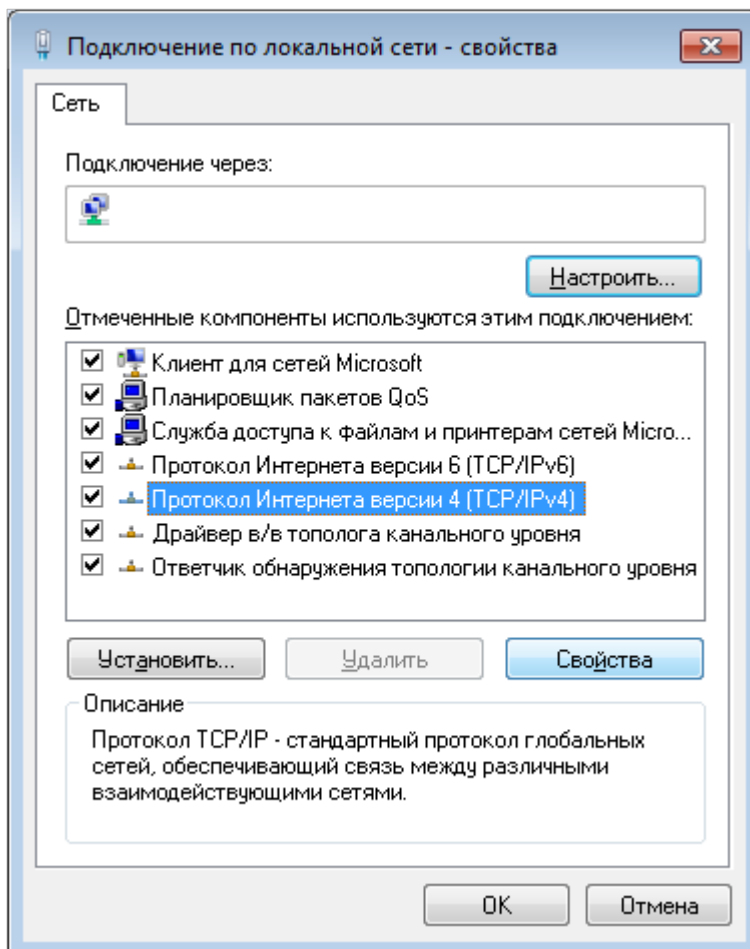 Подключение по локальной сети - свойства
Сеть
Подключение через:
Настроить...
Отмеченные компоненты используются этим подключением:
Клиент для сетей Microsoft
Планировщик пакетов QoS
Служба доступа к файлам и принтерам сетей Micro...
Протокол Интернета версии 6 (TCP/IPv6)
Протокол Интернета версии 4 (TCP/IPv4)
Драйвер в/в тополога канального уровня
Ответчик обнаружения топологии канального уровня
Установить...
Удалить
Свойства
Описание
Протокол TCP/IP - стандартный протокол глобальных
сетей, обеспечивающий связь между различными
взаимодействующими сетями.
OK
Отмена